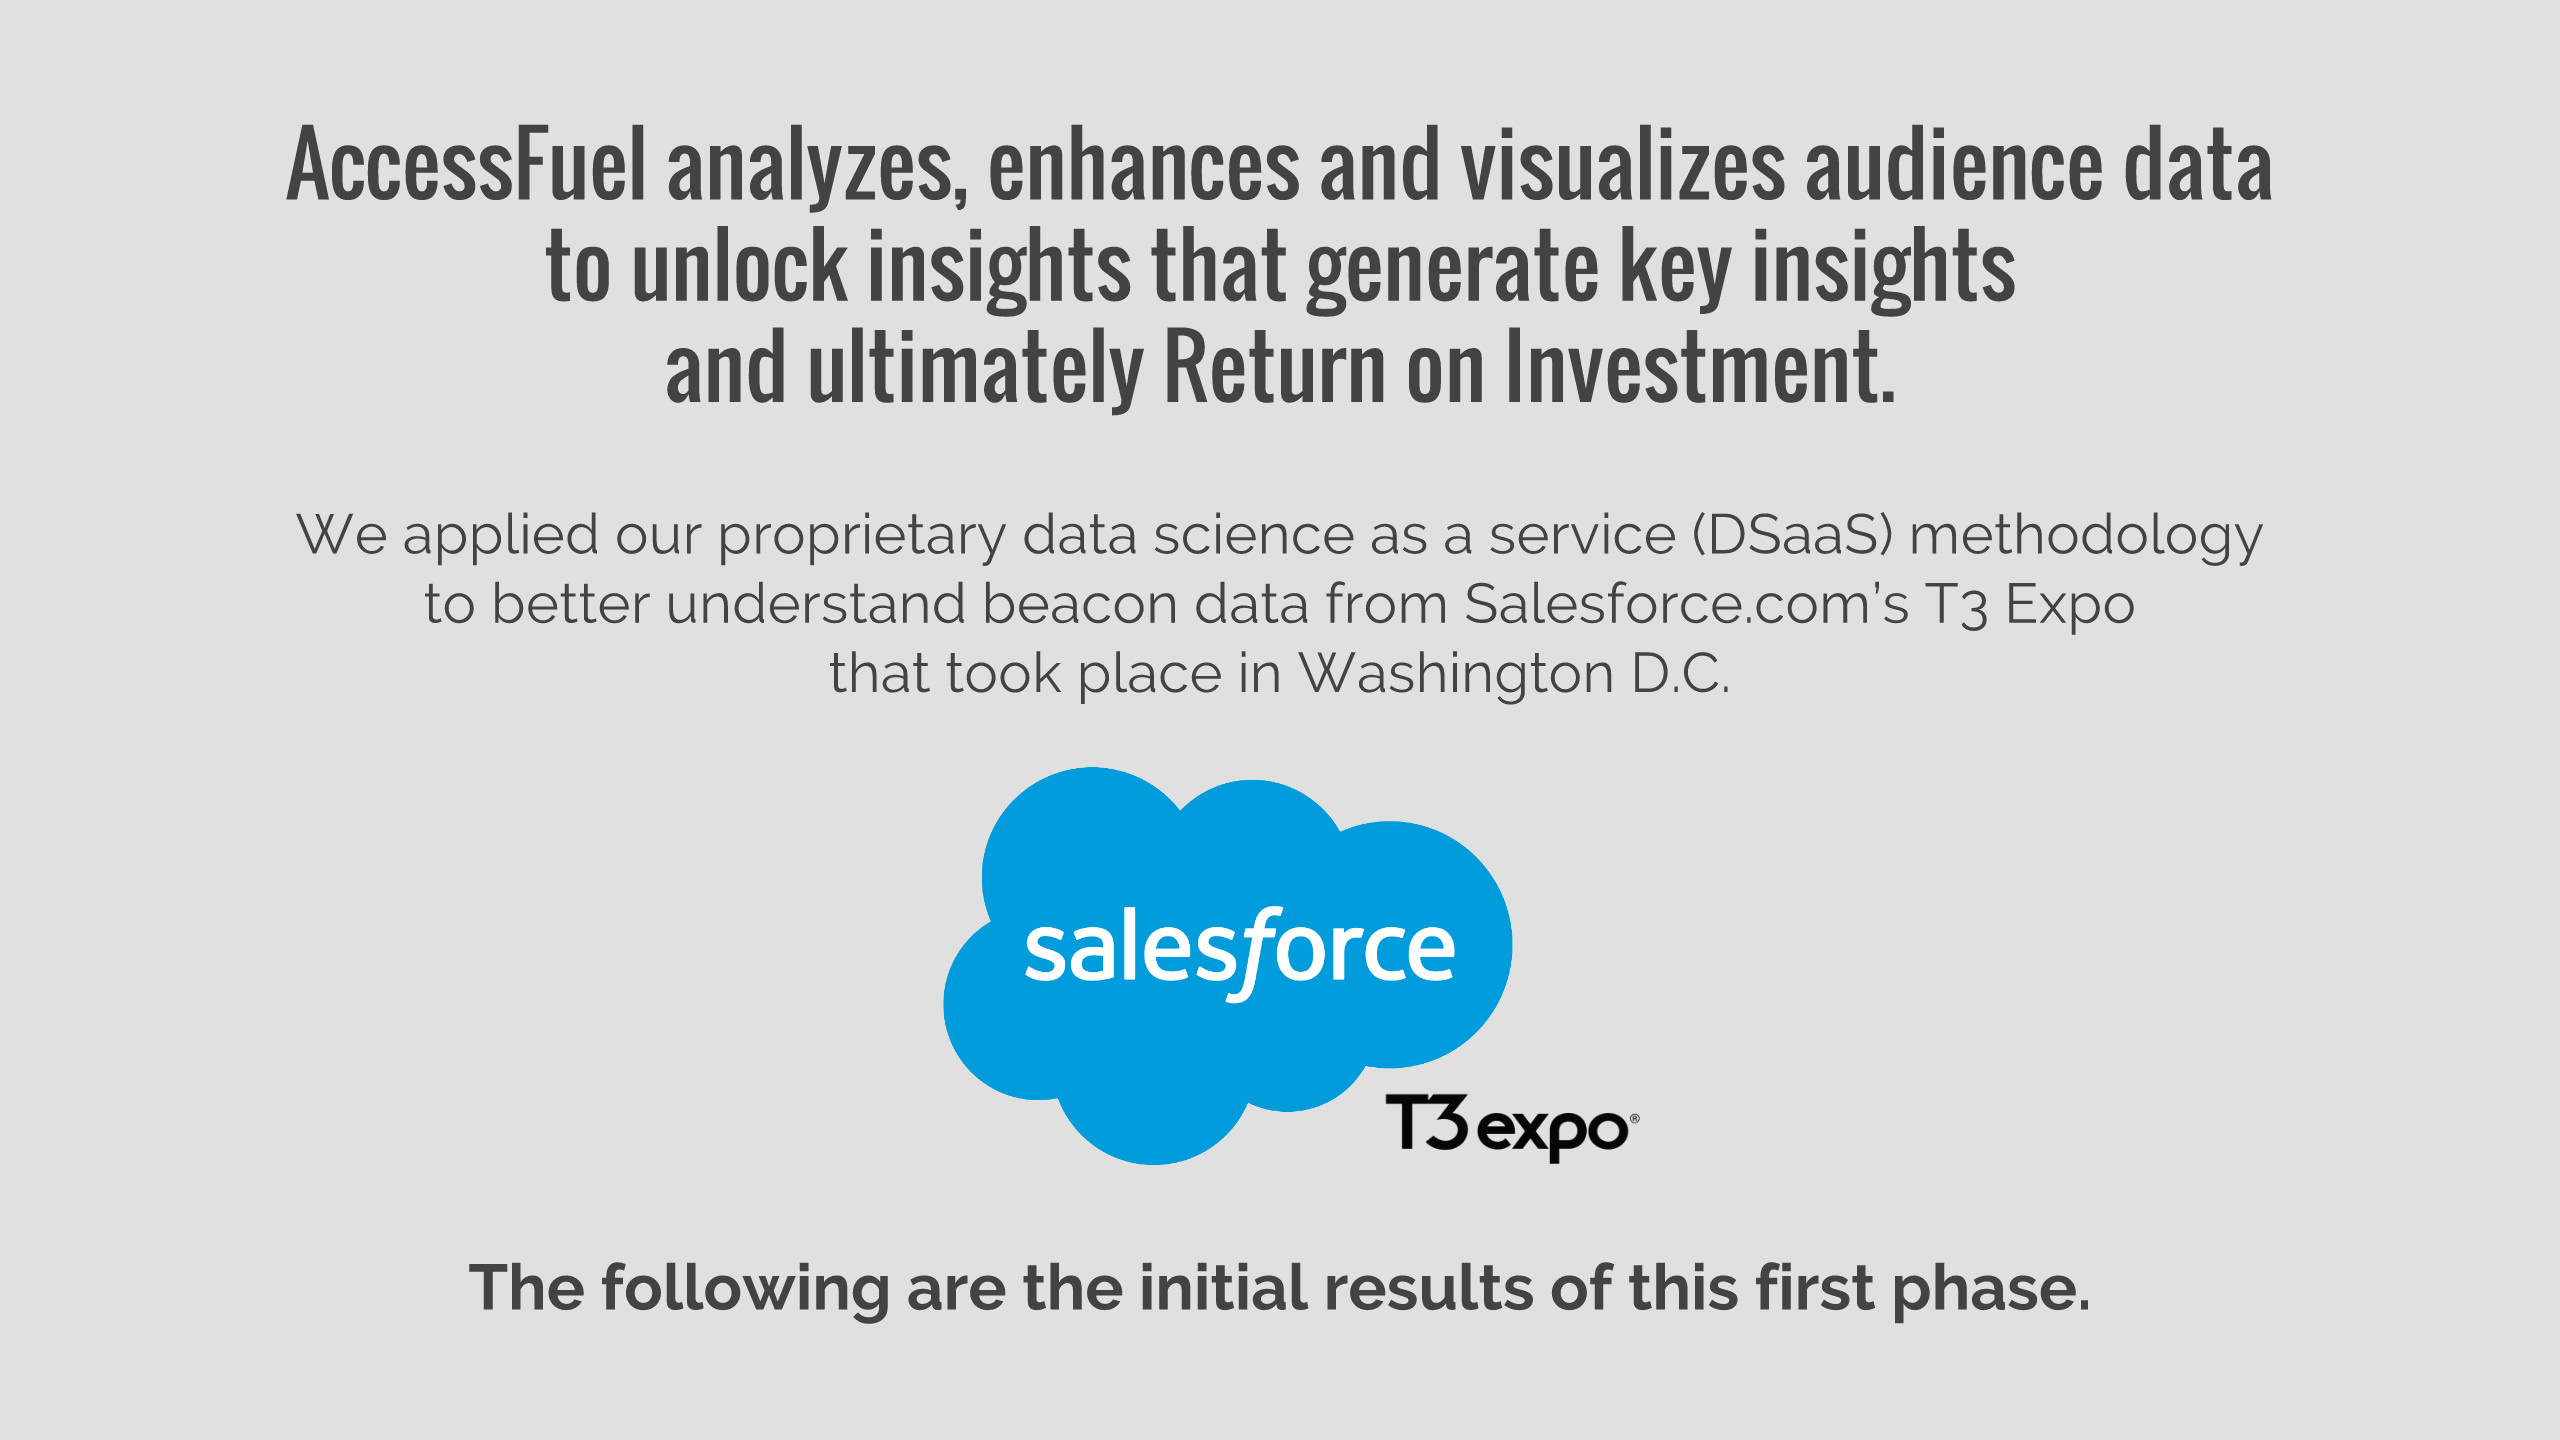 AccessFuel analyzes, enhances and visualizes audience data
to unlock insights that generate key insights
and ultimately Return on Investment.
We applied our proprietary data science as a service (DSaaS) methodology
to better understand beacon data from Salesforce.com's T3 Expo
that took place in Washington D.C.
salesforce
T3 expo®
The following are the initial results of this first phase.